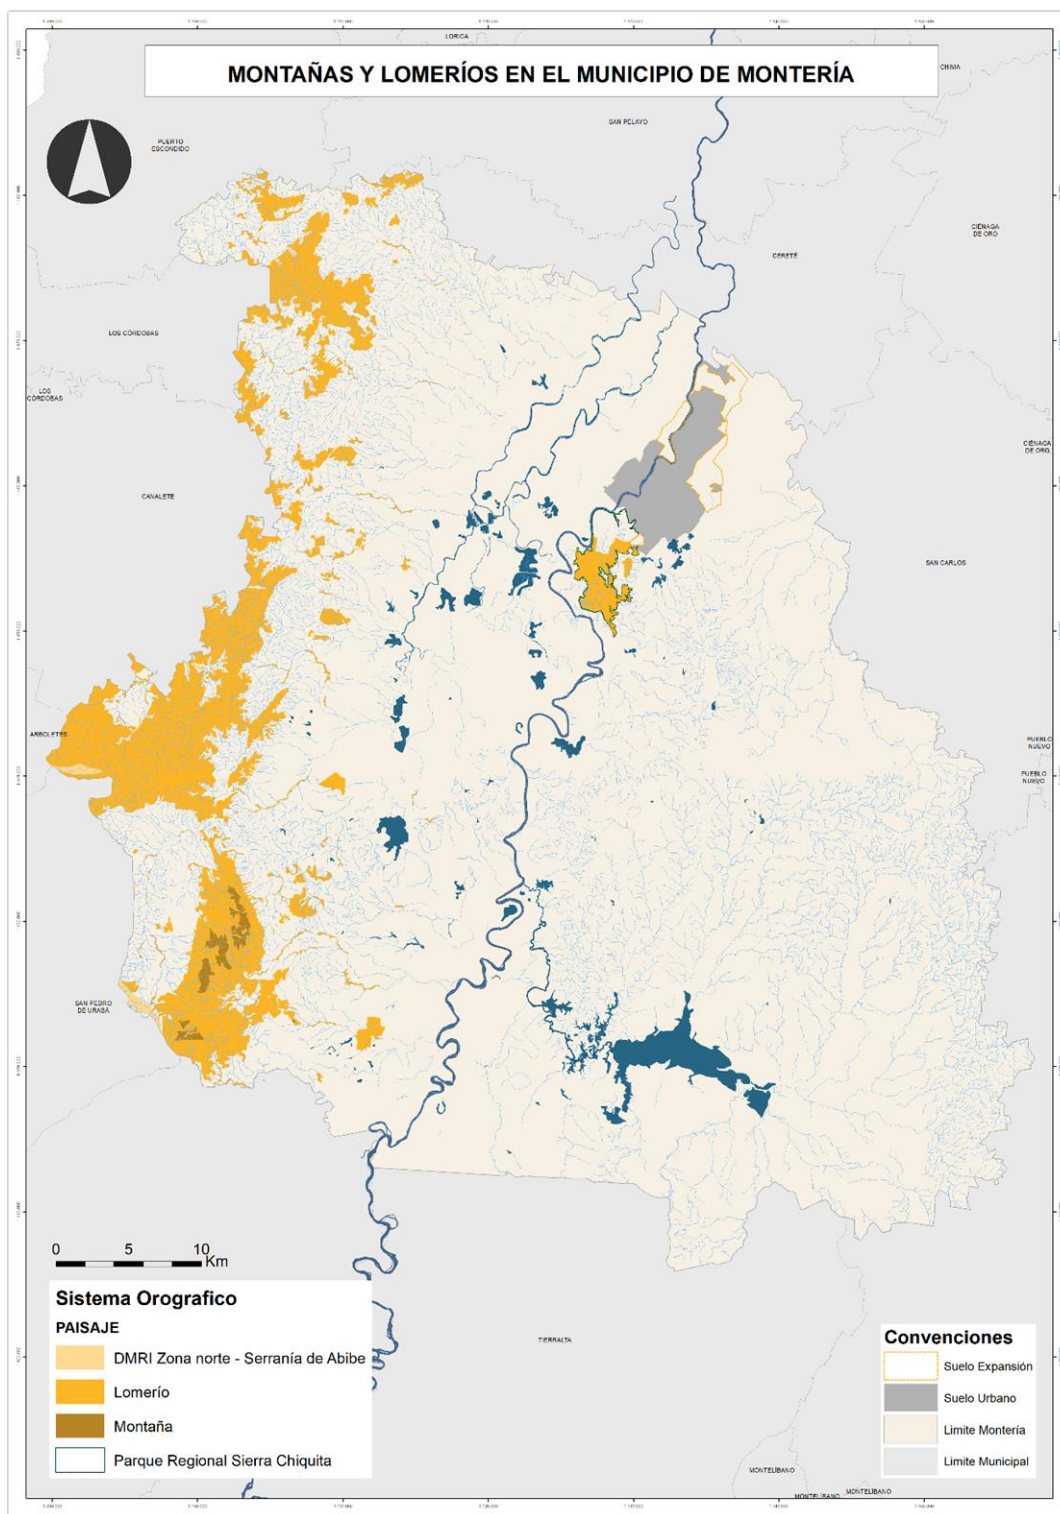 LORICA
MONTAÑAS Y LOMERÍOS EN EL MUNICIPIO DE MONTERÍA
CHIMA
SAN PELAYO
PUERTO
ESCONDIDO
CIÉNAGA
DE ORO
CERETÉ
LOS CÓRDOBAS
LOS
CÓRDOBAS
CIÉNAGA
DE ORO
CANALETE
SAN CARLOS
ARBOLETES
PUEBLO
NUEVO
PUEBLO
NUEVO
SAN PEDRO
DE URABÁ
0 5 10
Km
Sistema Orografico
PAISAJE
DMRI Zona norte - Serranía de Abibe
Lomerío
Montaña
Parque Regional Sierra Chiquita
TIERRALTA
Convenciones
Suelo Expansión
Suelo Urbano
Limite Montería
Limite Municipal
MONTELÍBANO
MONTELÍBANO
MONTELÍBANO